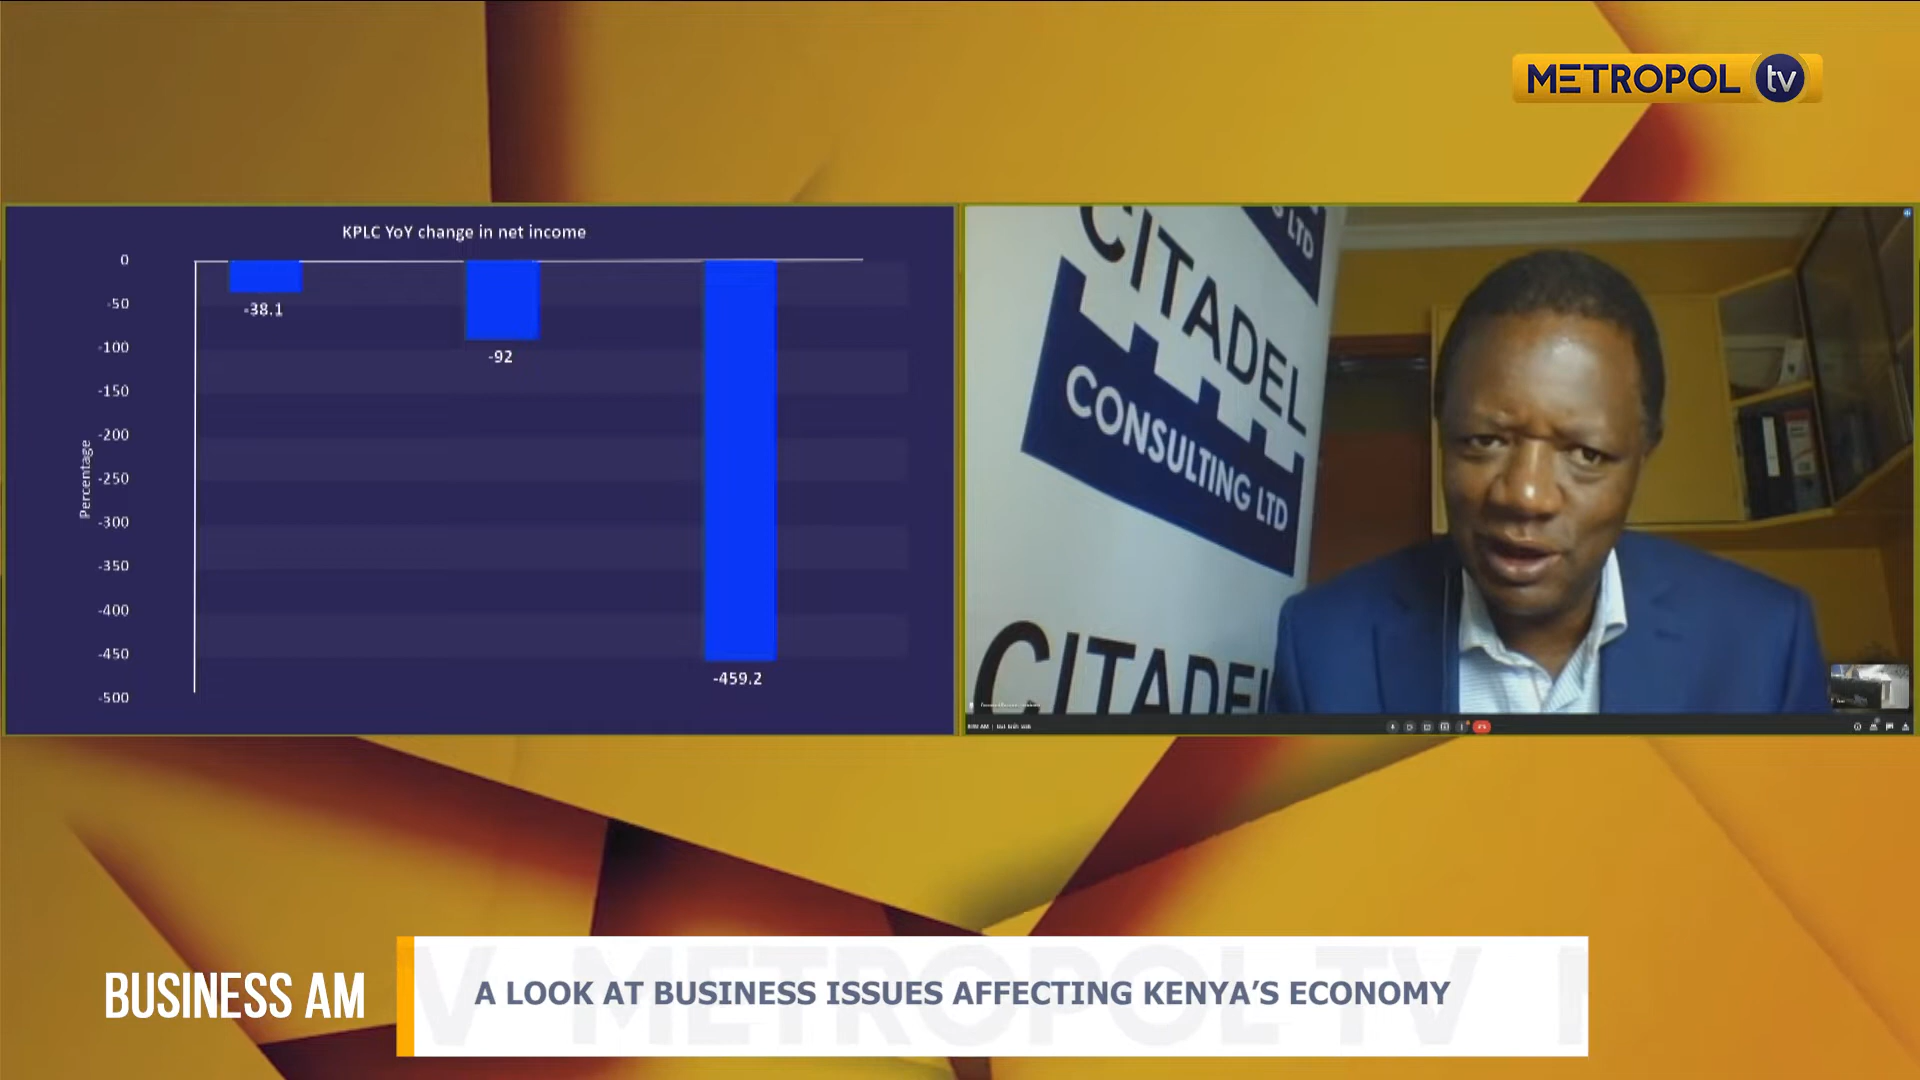 METROPOL tv
KPLC YoY change in net income
0
-50
-100
-150
-200
-250
-300
-350
-400
-450
-500
Percentage
-38.1
-92
-459.2
LTD
CITADEL
CONSULTING LTD
CITADEL
BUSINESS AM
A LOOK AT BUSINESS ISSUES AFFECTING KENYA'S ECONOMY
V METROPOL TV